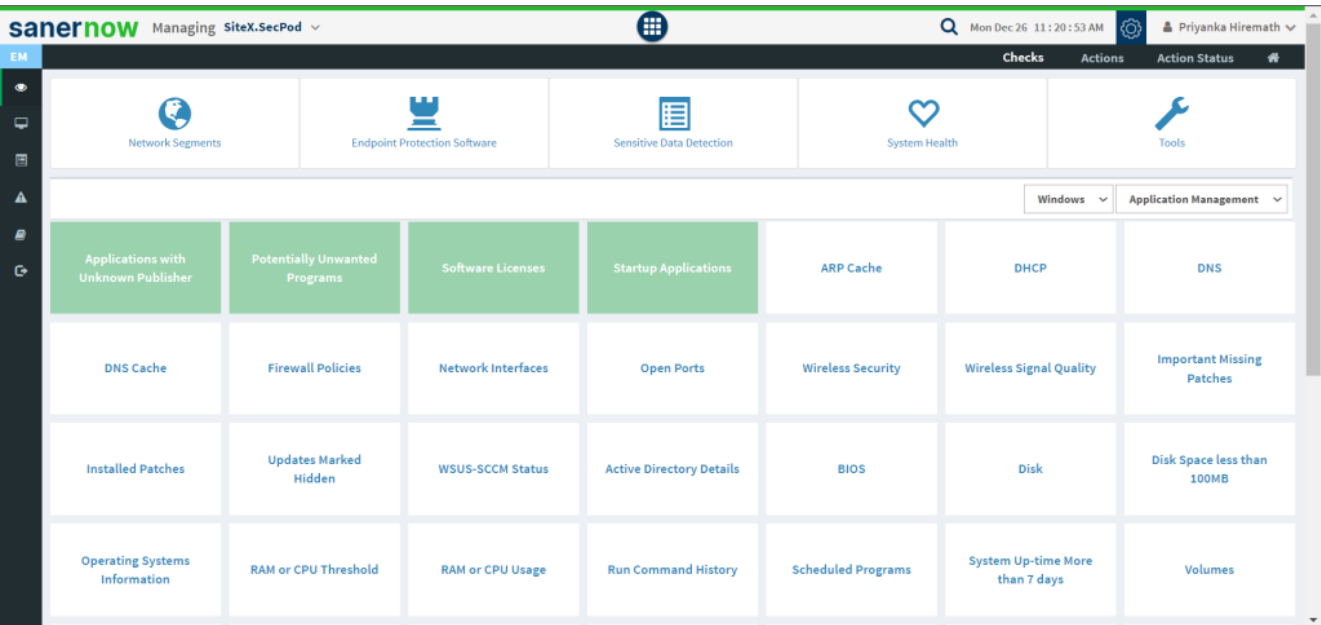 sanernow Managing SiteX.SecPod Mon Dec 26 11:20:53 AM Priyanka Hiremath
EM Checks Actions Action Status
Network Segments Endpoint Protection Software Sensitive Data Detection System Health Tools
Windows Application Management
Applications with
Unknown Publisher
Potentially Unwanted
Programs
Software Licenses
Startup Applications
ARP Cache
DHCP
DNS
DNS Cache
Firewall Policies
Network Interfaces
Open Ports
Wireless Security
Wireless Signal Quality
Important Missing
Patches
Installed Patches
Updates Marked
Hidden
WSUS-SCCM Status
Active Directory Details
BIOS
Disk
Disk Space less than
100MB
Operating Systems
Information
RAM or CPU Threshold
RAM or CPU Usage
Run Command History
Scheduled Programs
System Up-time More
than 7 days
Volumes